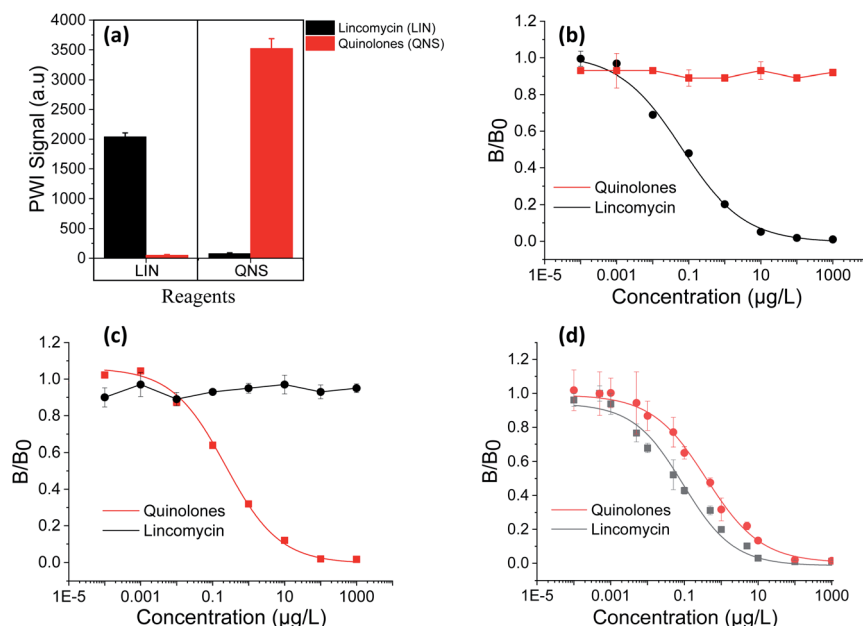 (a)
Lincomycin (LIN)
Quinolones (QNS)
4000
3500
3000
2500
2000
1500
1000
500
0
PWI Signal (a.u)
LIN QNS
Reagents
(b)
1.2
1.0
0.8
0.6
0.4
0.2
0.0
B/B0
Quinolones
Lincomycin
1E-5 0.001 0.1 10 1000
Concentration (µg/L)
(c)
1.2
1.0
0.8
0.6
0.4
0.2
0.0
B/B0
Quinolones
Lincomycin
1E-5 0.001 0.1 10 1000
Concentration (µg/L)
(d)
1.2
1.0
0.8
0.6
0.4
0.2
0.0
B/B0
Quinolones
Lincomycin
1E-5 0.001 0.1 10 1000
Concentration (µg/L)